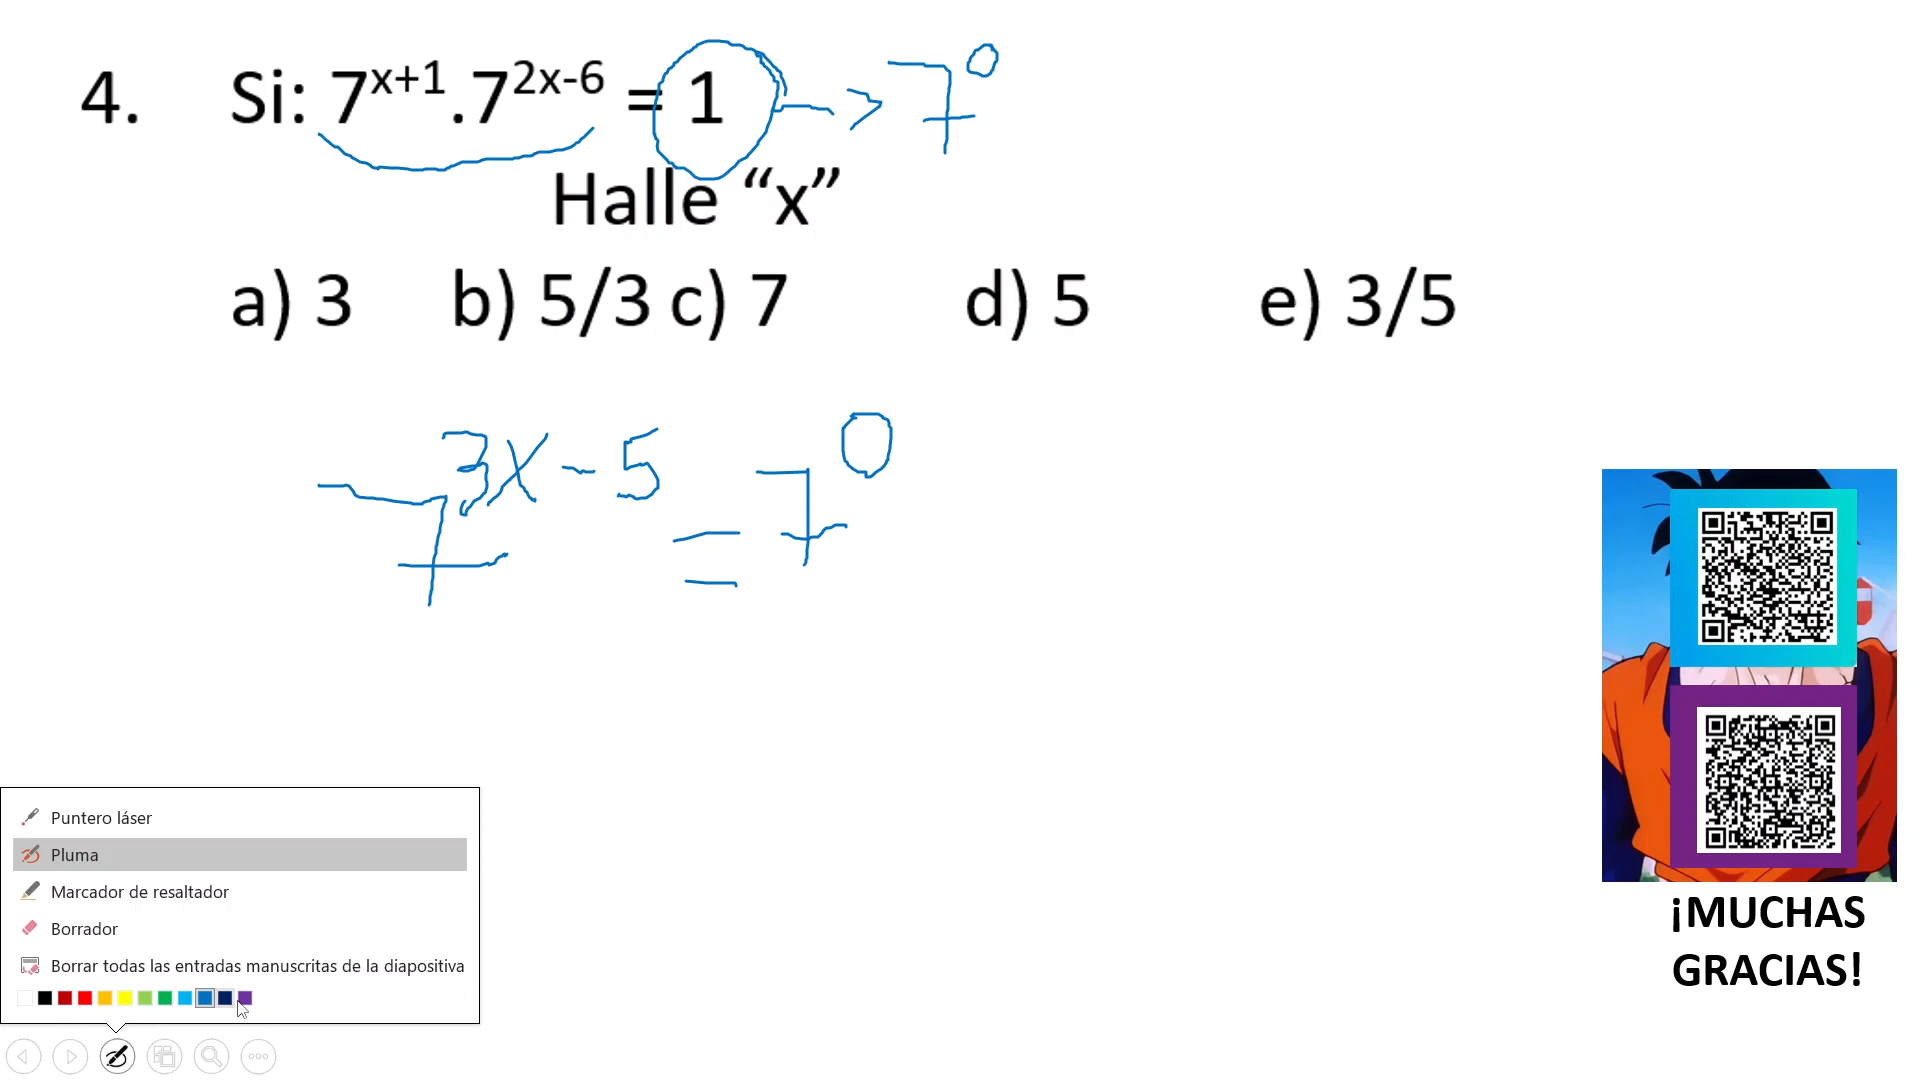 4. Si: 7^{x+1}.7^{2x-6} = 1 -> 7^0
Halle “x”
a) 3 b) 5/3 c) 7 d) 5 e) 3/5
7^{3x-5} = 7^0
Puntero láser
Pluma
Marcador de resaltador
Borrador
Borrar todas las entradas manuscritas de la diapositiva
¡MUCHAS
GRACIAS!